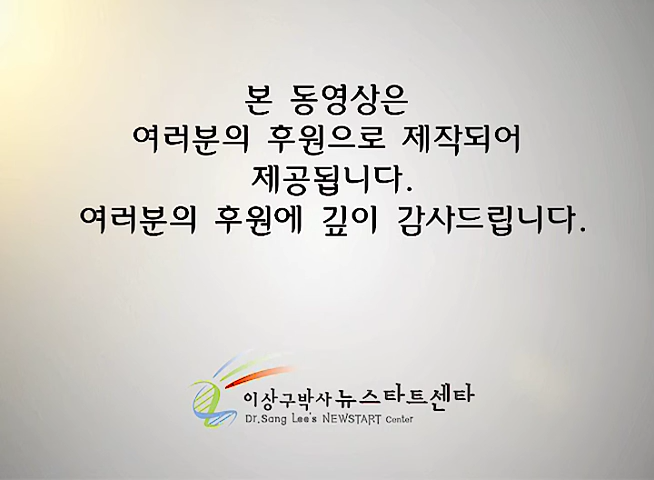 본 동영상은
여러분의 후원으로 제작되어
제공됩니다.
여러분의 후원에 깊이 감사드립니다.
이상구박사뉴스타트센타
Dr.Sang Lee's NEWSTART Center